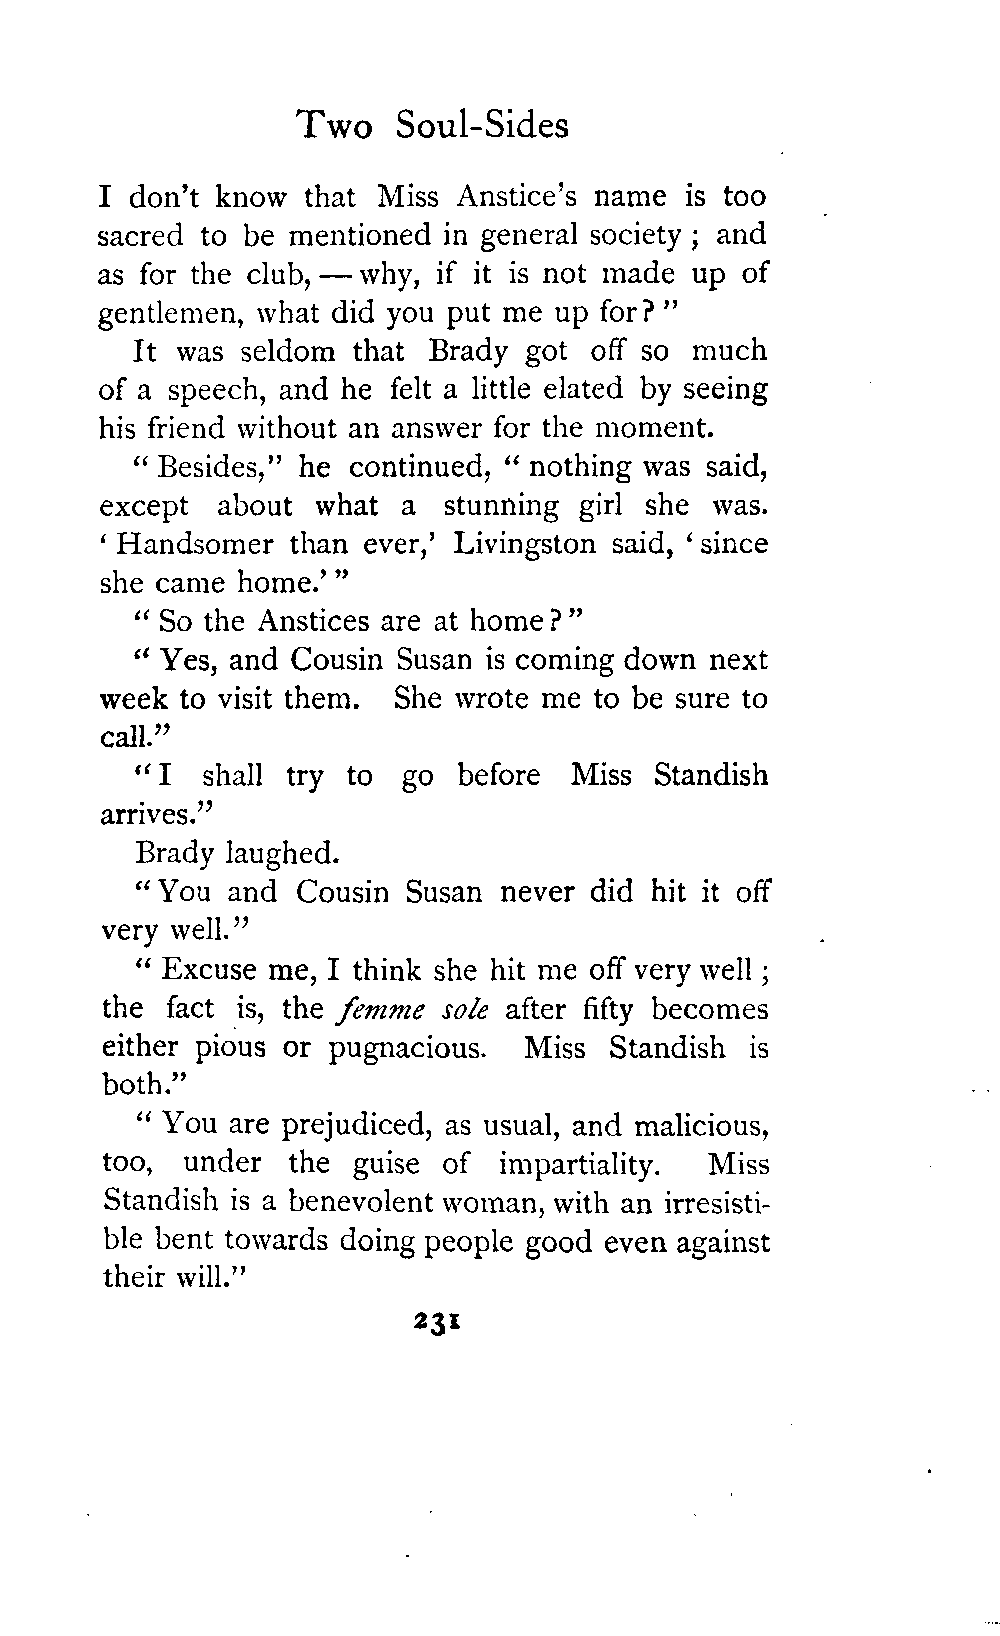 Two Soul-Sides
I don't know that Miss Anstice's name is too
sacred to be mentioned in general society ; and
as for the club, — why, if it is not made up of
gentlemen, what did you put me up for? "
It was seldom that Brady got off so much
of a speech, and he felt a little elated by seeing
his friend without an answer for the moment.
" Besides," he continued, " nothing was said,
except about what a stunning girl she was.
' Handsomer than ever,' Livingston said, ' since
she came home.' "
" So the Anstices are at home ? "
" Yes, and Cousin Susan is coming down next
week to visit them. She wrote me to be sure to
call."
" I shall try to go before Miss Standish
arrives."
Brady laughed.
" You and Cousin Susan never did hit it off
very well."
" Excuse me, I think she hit me off very well ;
the fact is, the femme sole after fifty becomes
either pious or pugnacious. Miss Standish is
both."
" You are prejudiced, as usual, and malicious,
too, under the guise of impartiality. Miss
Standish is a benevolent woman, with an irresisti-
ble bent towards doing people good even against
their will."
231